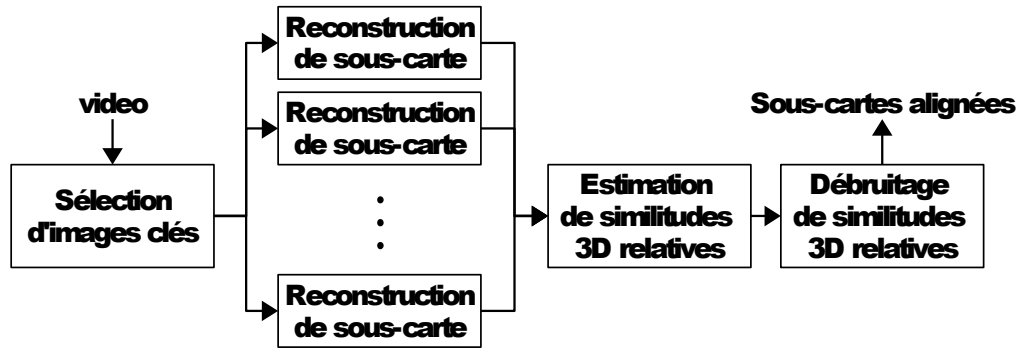 video
Sélection
d'images clés
Reconstruction
de sous-carte
Reconstruction
de sous-carte
Reconstruction
de sous-carte
Estimation
de similitudes
3D relatives
Débruitage
de similitudes
3D relatives
Sous-cartes alignées